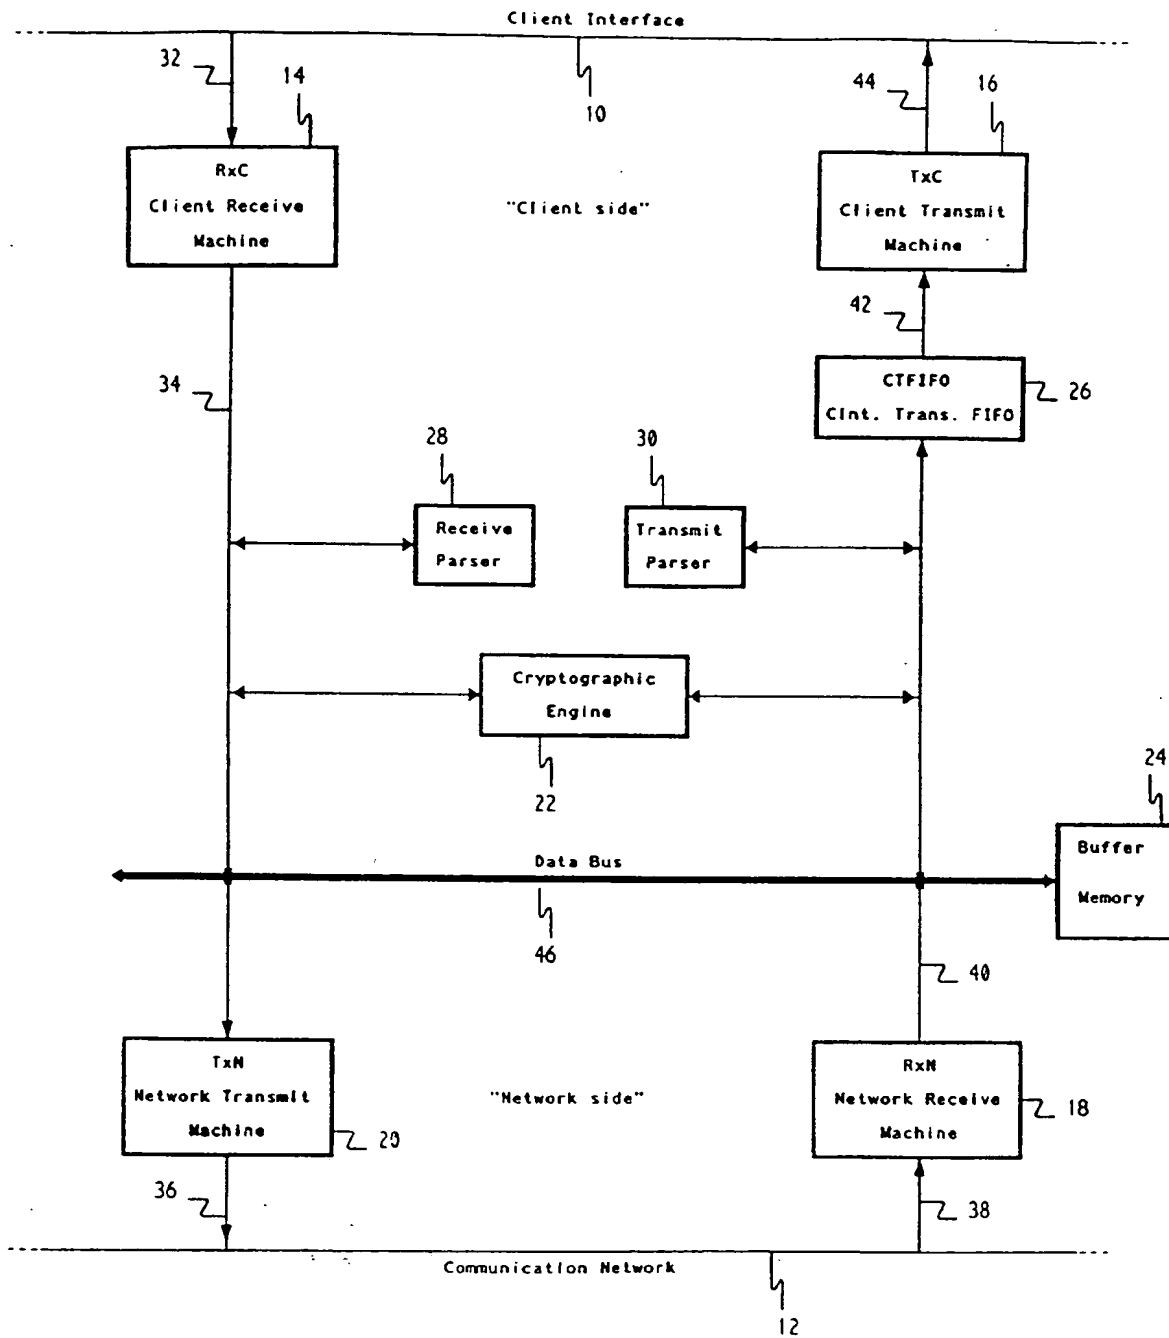 Client Interface
32
14
10
44
16
RxC
Client Receive
Machine
"Client side"
TxC
Client Transmit
Machine
42
34
CTFIFO
Clnt. Trans. FIFO
26
28
30
Receive
Parser
Transmit
Parser
Cryptographic
Engine
22
24
Buffer
Memory
Data Bus
46
40
TxN
Network Transmit
Machine
20
"Network side"
RxN
Network Receive
Machine
18
36
38
Communication Network
12